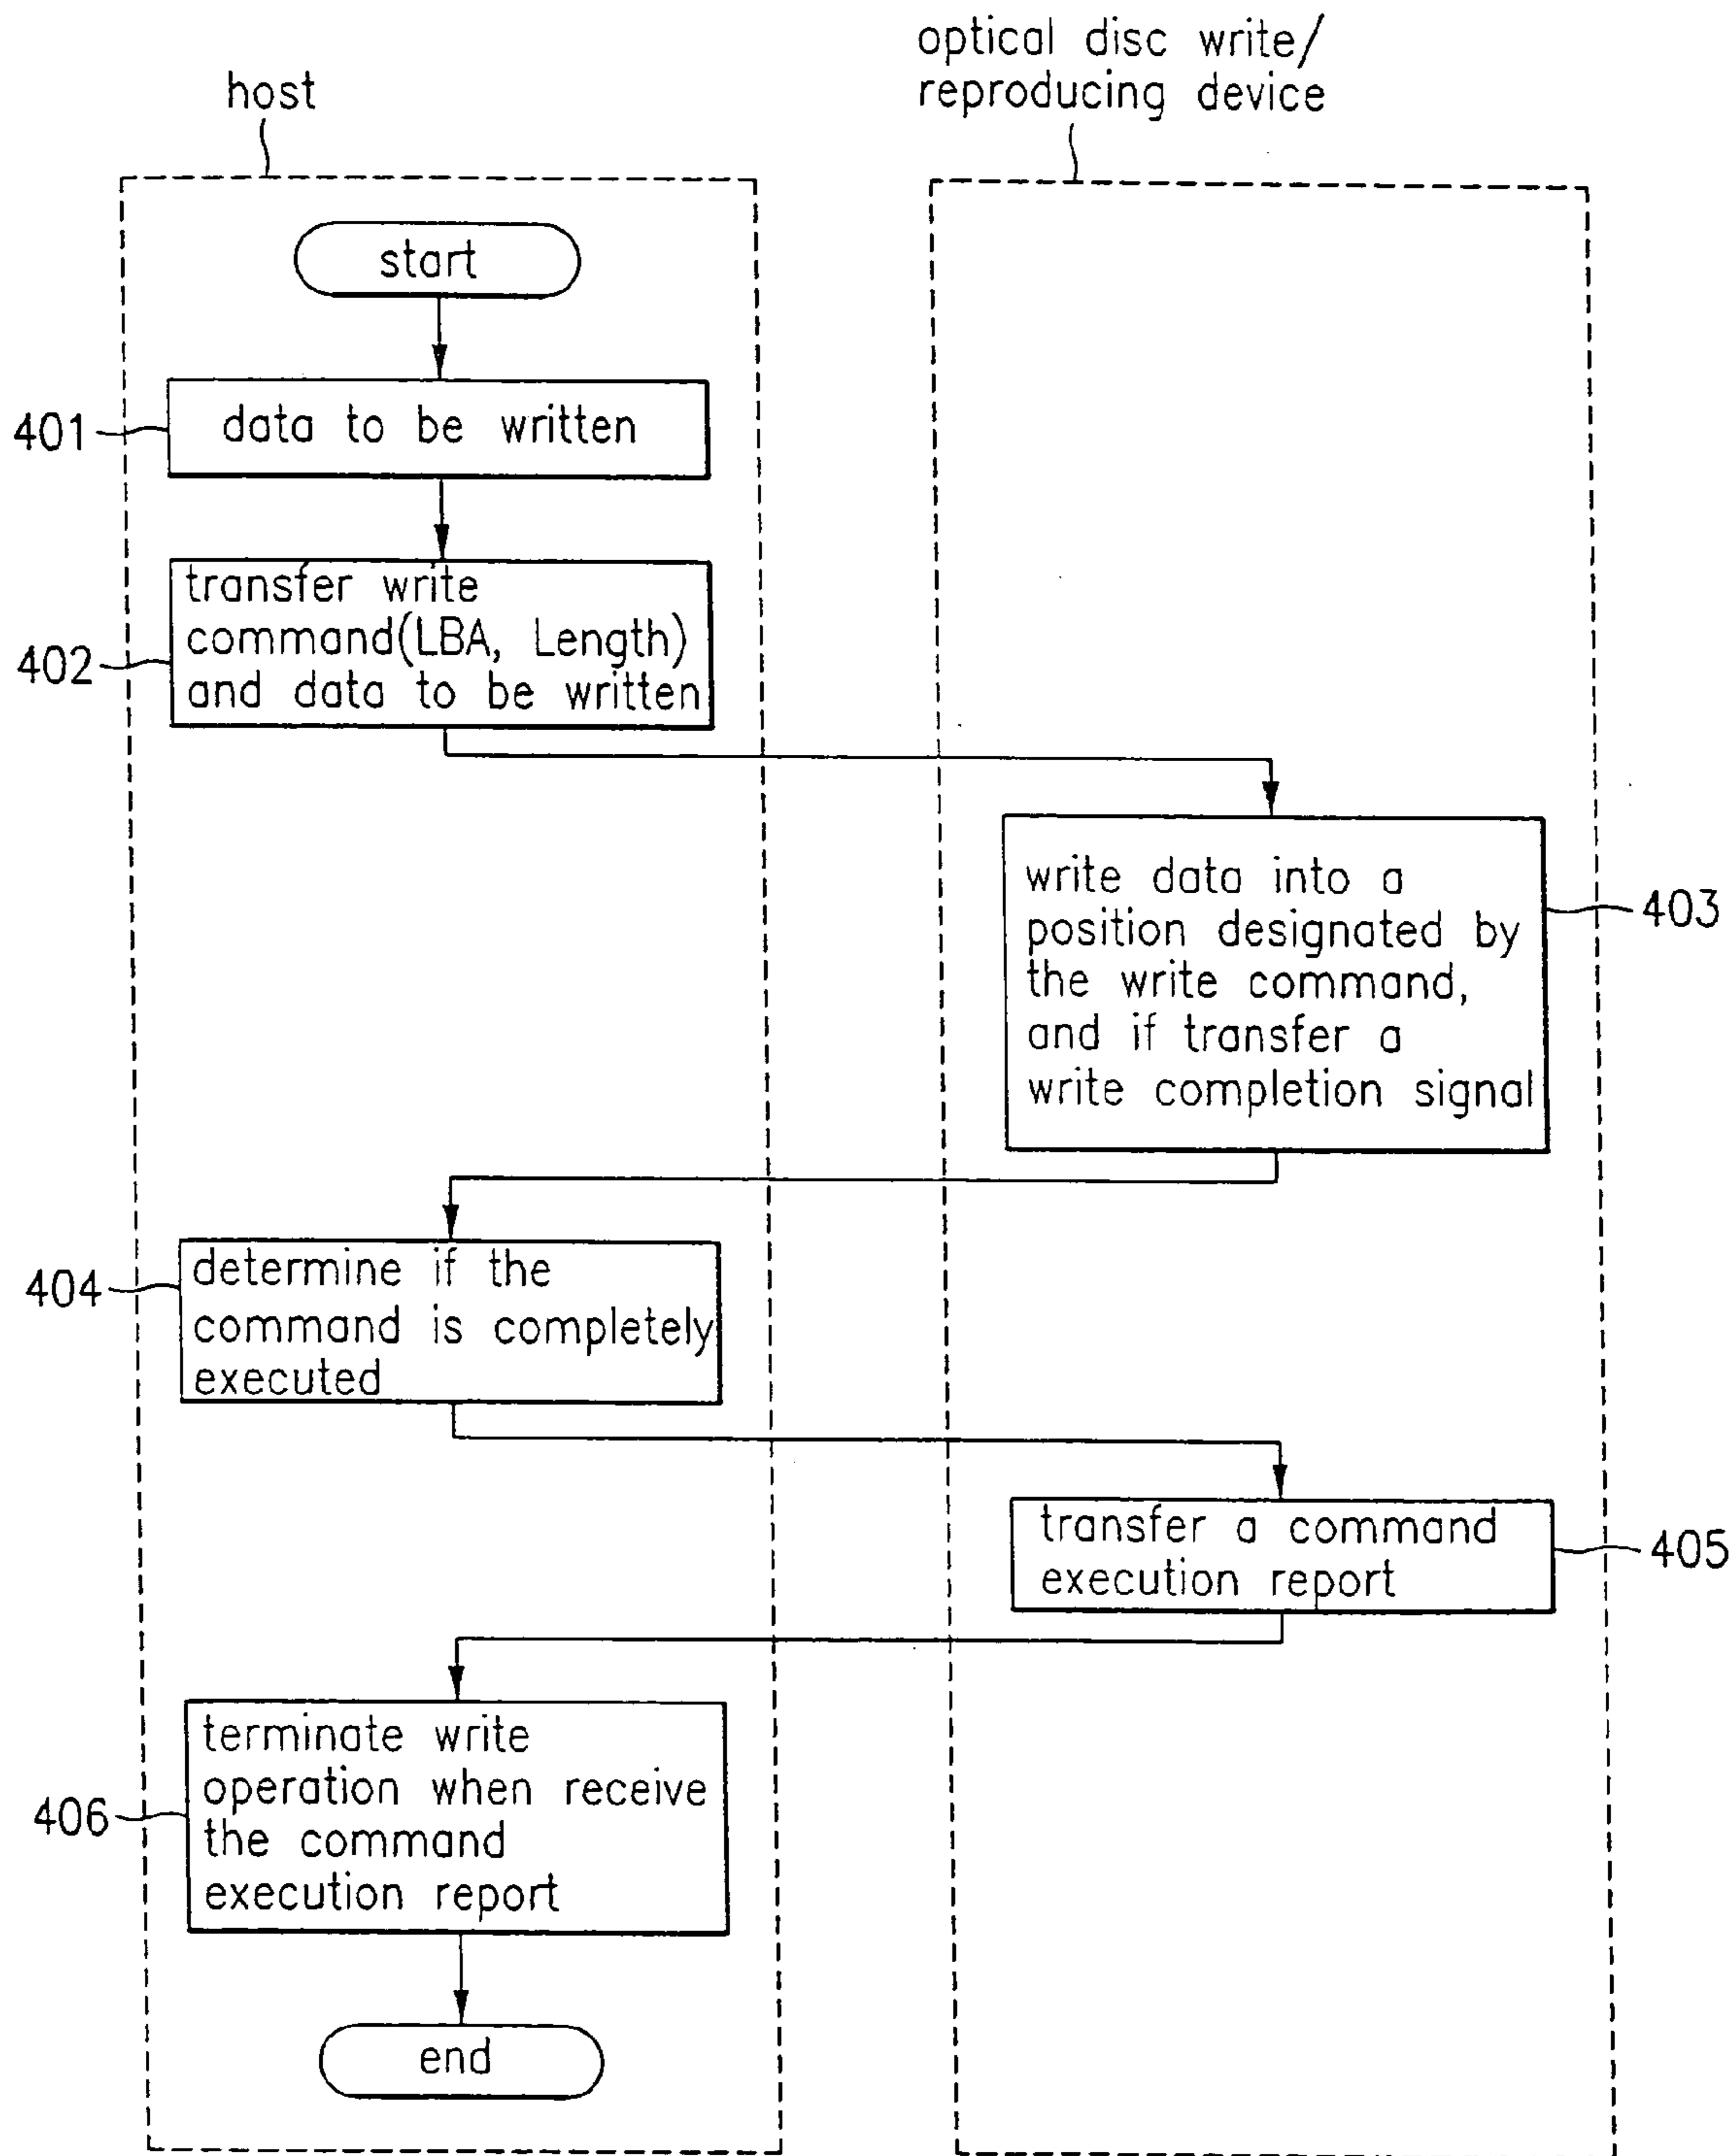 host
optical disc write/
reproducing device
start
401
data to be written
402
transfer write
command(LBA, Length)
and data to be written
write data into a
position designated by
the write command,
and if transfer a
write completion signal
403
404
determine if the
command is completely
executed
transfer a command
execution report
405
406
terminate write
operation when receive
the command
execution report
end